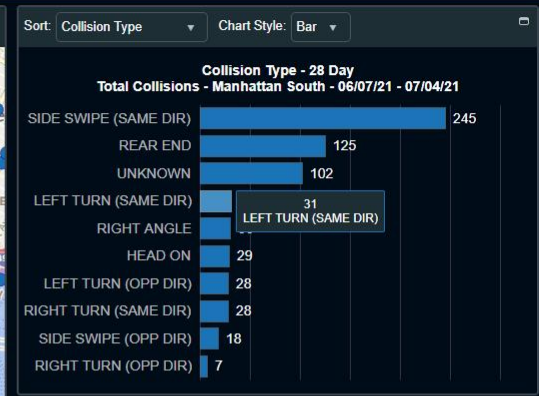 Sort: Collision Type Chart Style: Bar
Collision Type - 28 Day
Total Collisions - Manhattan South - 06/07/21 - 07/04/21
SIDE SWIPE (SAME DIR) 245
REAR END 125
UNKNOWN 102
LEFT TURN (SAME DIR) 31
LEFT TURN (SAME DIR)
RIGHT ANGLE
HEAD ON 29
LEFT TURN (OPP DIR) 28
RIGHT TURN (SAME DIR) 28
SIDE SWIPE (OPP DIR) 18
RIGHT TURN (OPP DIR) 7